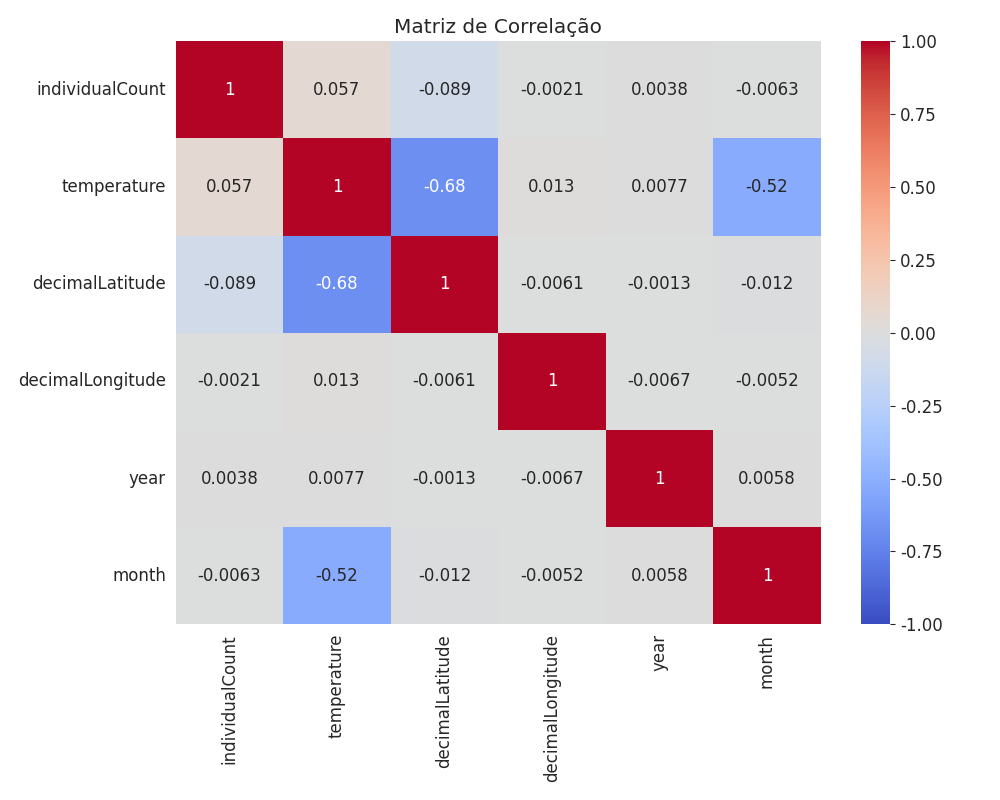 Matriz de Correlação
individualCount 1 0.057 -0.089 -0.0021 0.0038 -0.0063
temperature 0.057 1 -0.68 0.013 0.0077 -0.52
decimalLatitude -0.089 -0.68 1 -0.0061 -0.0013 -0.012
decimalLongitude -0.0021 0.013 -0.0061 1 -0.0067 -0.0052
year 0.0038 0.0077 -0.0013 -0.0067 1 0.0058
month -0.0063 -0.52 -0.012 -0.0052 0.0058 1
individualCount
temperature
decimalLatitude
decimalLongitude
year
month
1.00
0.75
0.50
0.25
0.00
-0.25
-0.50
-0.75
-1.00